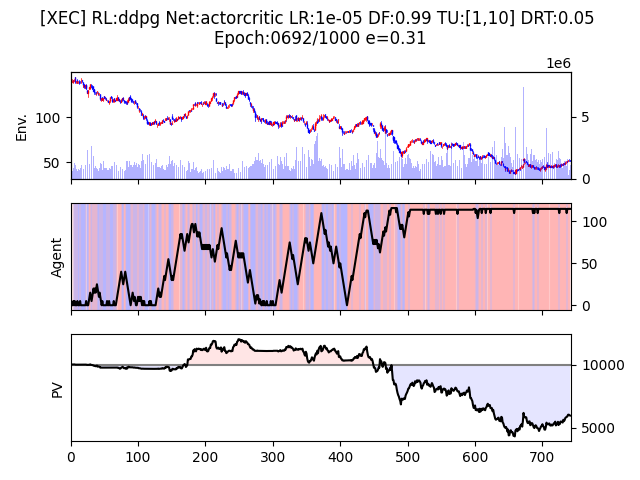 [XEC] RL:ddpg Net:actorcritic LR:1e-05 DF:0.99 TU:[1,10] DRT:0.05
Epoch:0692/1000 e=0.31
1e6
Env.
100
50
5
0
Agent
100
50
0
PV
10000
5000
0 100 200 300 400 500 600 700